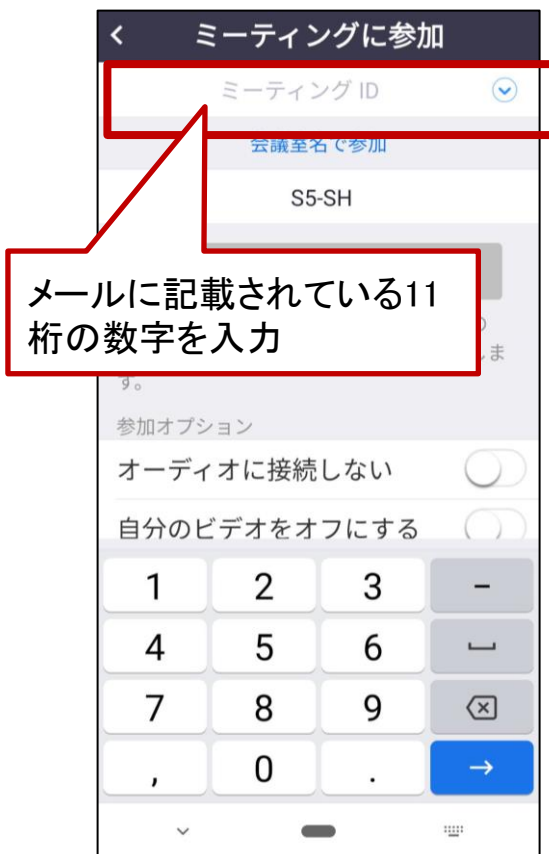 ミーティングに参加
ミーティング ID
会議室名で参加
S5-SH
メールに記載されている11
桁の数字を入力
しま
す。
参加オプション
オーディオに接続しない
自分のビデオをオフにする
1 2 3 -
4 5 6
7 8 9
, 0 .